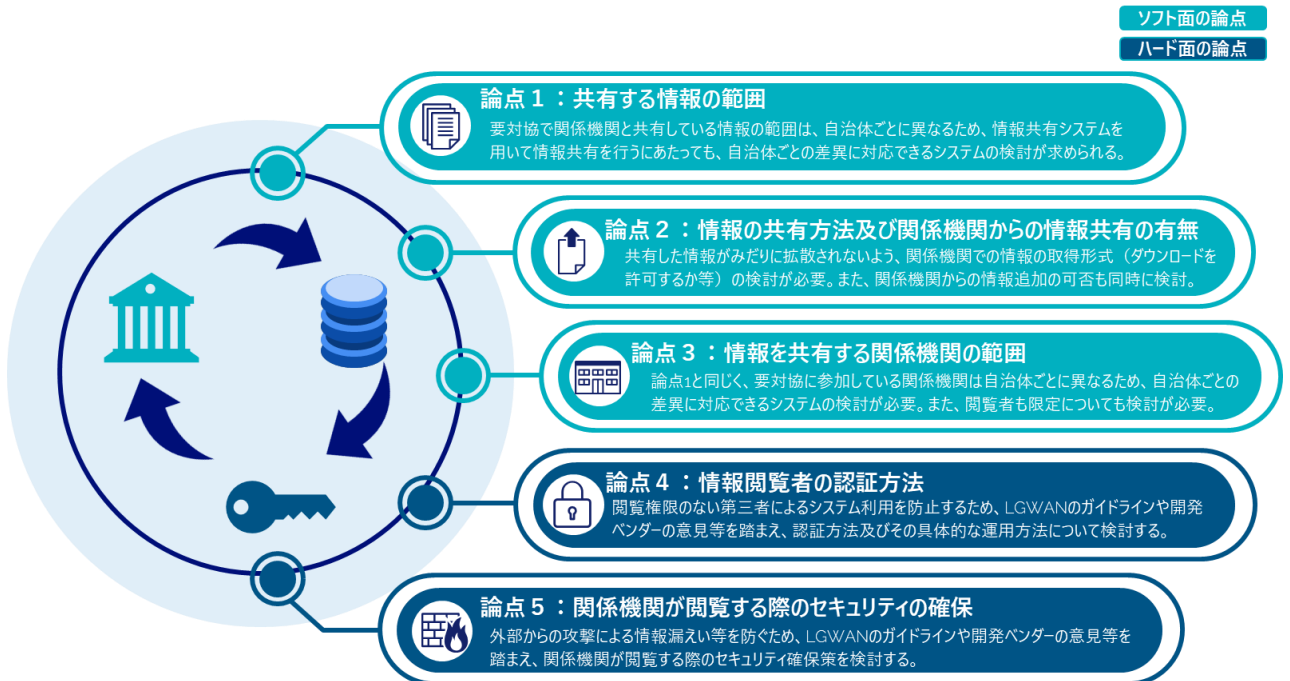 ソフト面の論点
ハード面の論点
論点1：共有する情報の範囲
要対協で関係機関と共有している情報の範囲は、自治体ごとに異なるため、情報共有システムを
用いて情報共有を行うにあたっても、自治体ごとの差異に対応できるシステムの検討が求められる。
論点2：情報の共有方法及び関係機関からの情報共有の有無
共有した情報がみだりに拡散されないよう、関係機関での情報の取得形式（ダウンロードを
許可するか等）の検討が必要。また、関係機関からの情報追加の可否も同時に検討。
論点3：情報を共有する関係機関の範囲
論点1と同じく、要対協に参加している関係機関は自治体ごとに異なるため、自治体ごとの
差異に対応できるシステムの検討が必要。また、閲覧者も限定についても検討が必要。
論点4：情報閲覧者の認証方法
閲覧権限のない第三者によるシステム利用を防止するため、LGWANのガイドラインや開発
ベンダーの意見等を踏まえ、認証方法及びその具体的な運用方法について検討する。
論点5：関係機関が閲覧する際のセキュリティの確保
外部からの攻撃による情報漏えい等を防ぐため、LGWANのガイドラインや開発ベンダーの意見等を
踏まえ、関係機関が閲覧する際のセキュリティ確保策を検討する。